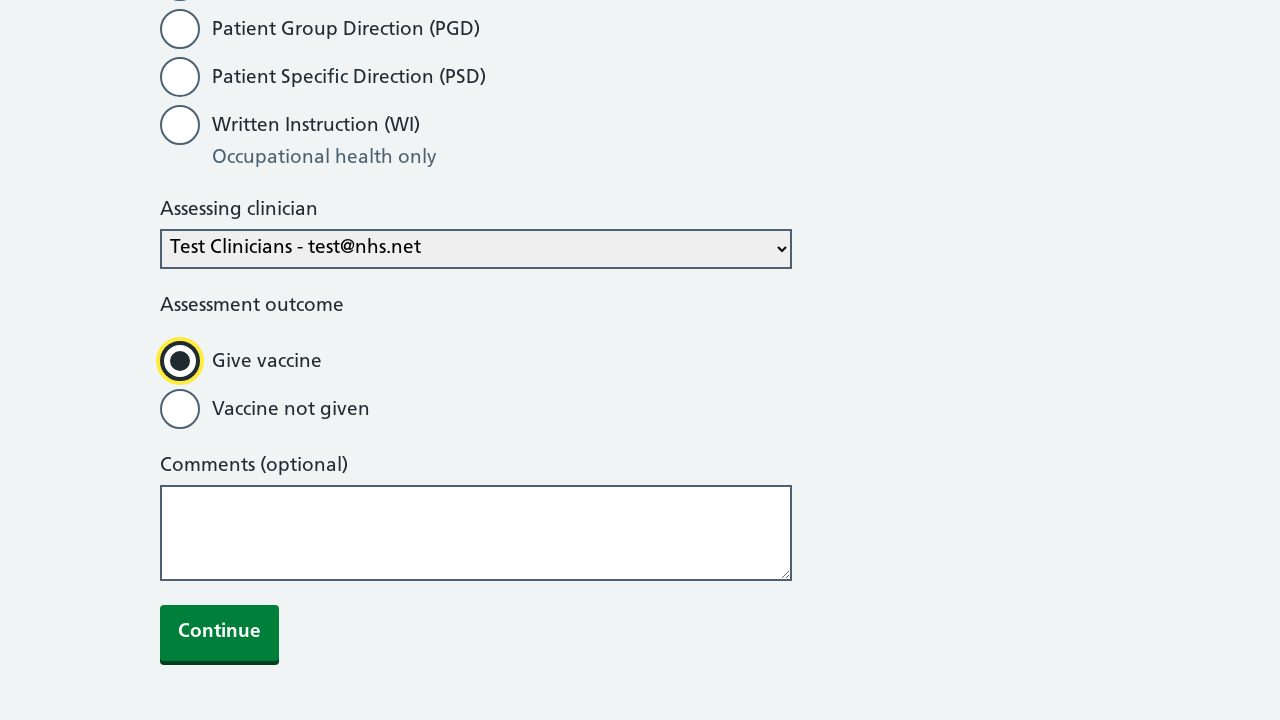 Patient Group Direction (PGD)
Patient Specific Direction (PSD)
Written Instruction (WI)
Occupational health only
Assessing clinician
Test Clinicians - test@nhs.net
Assessment outcome
Give vaccine
Vaccine not given
Comments (optional)
Continue